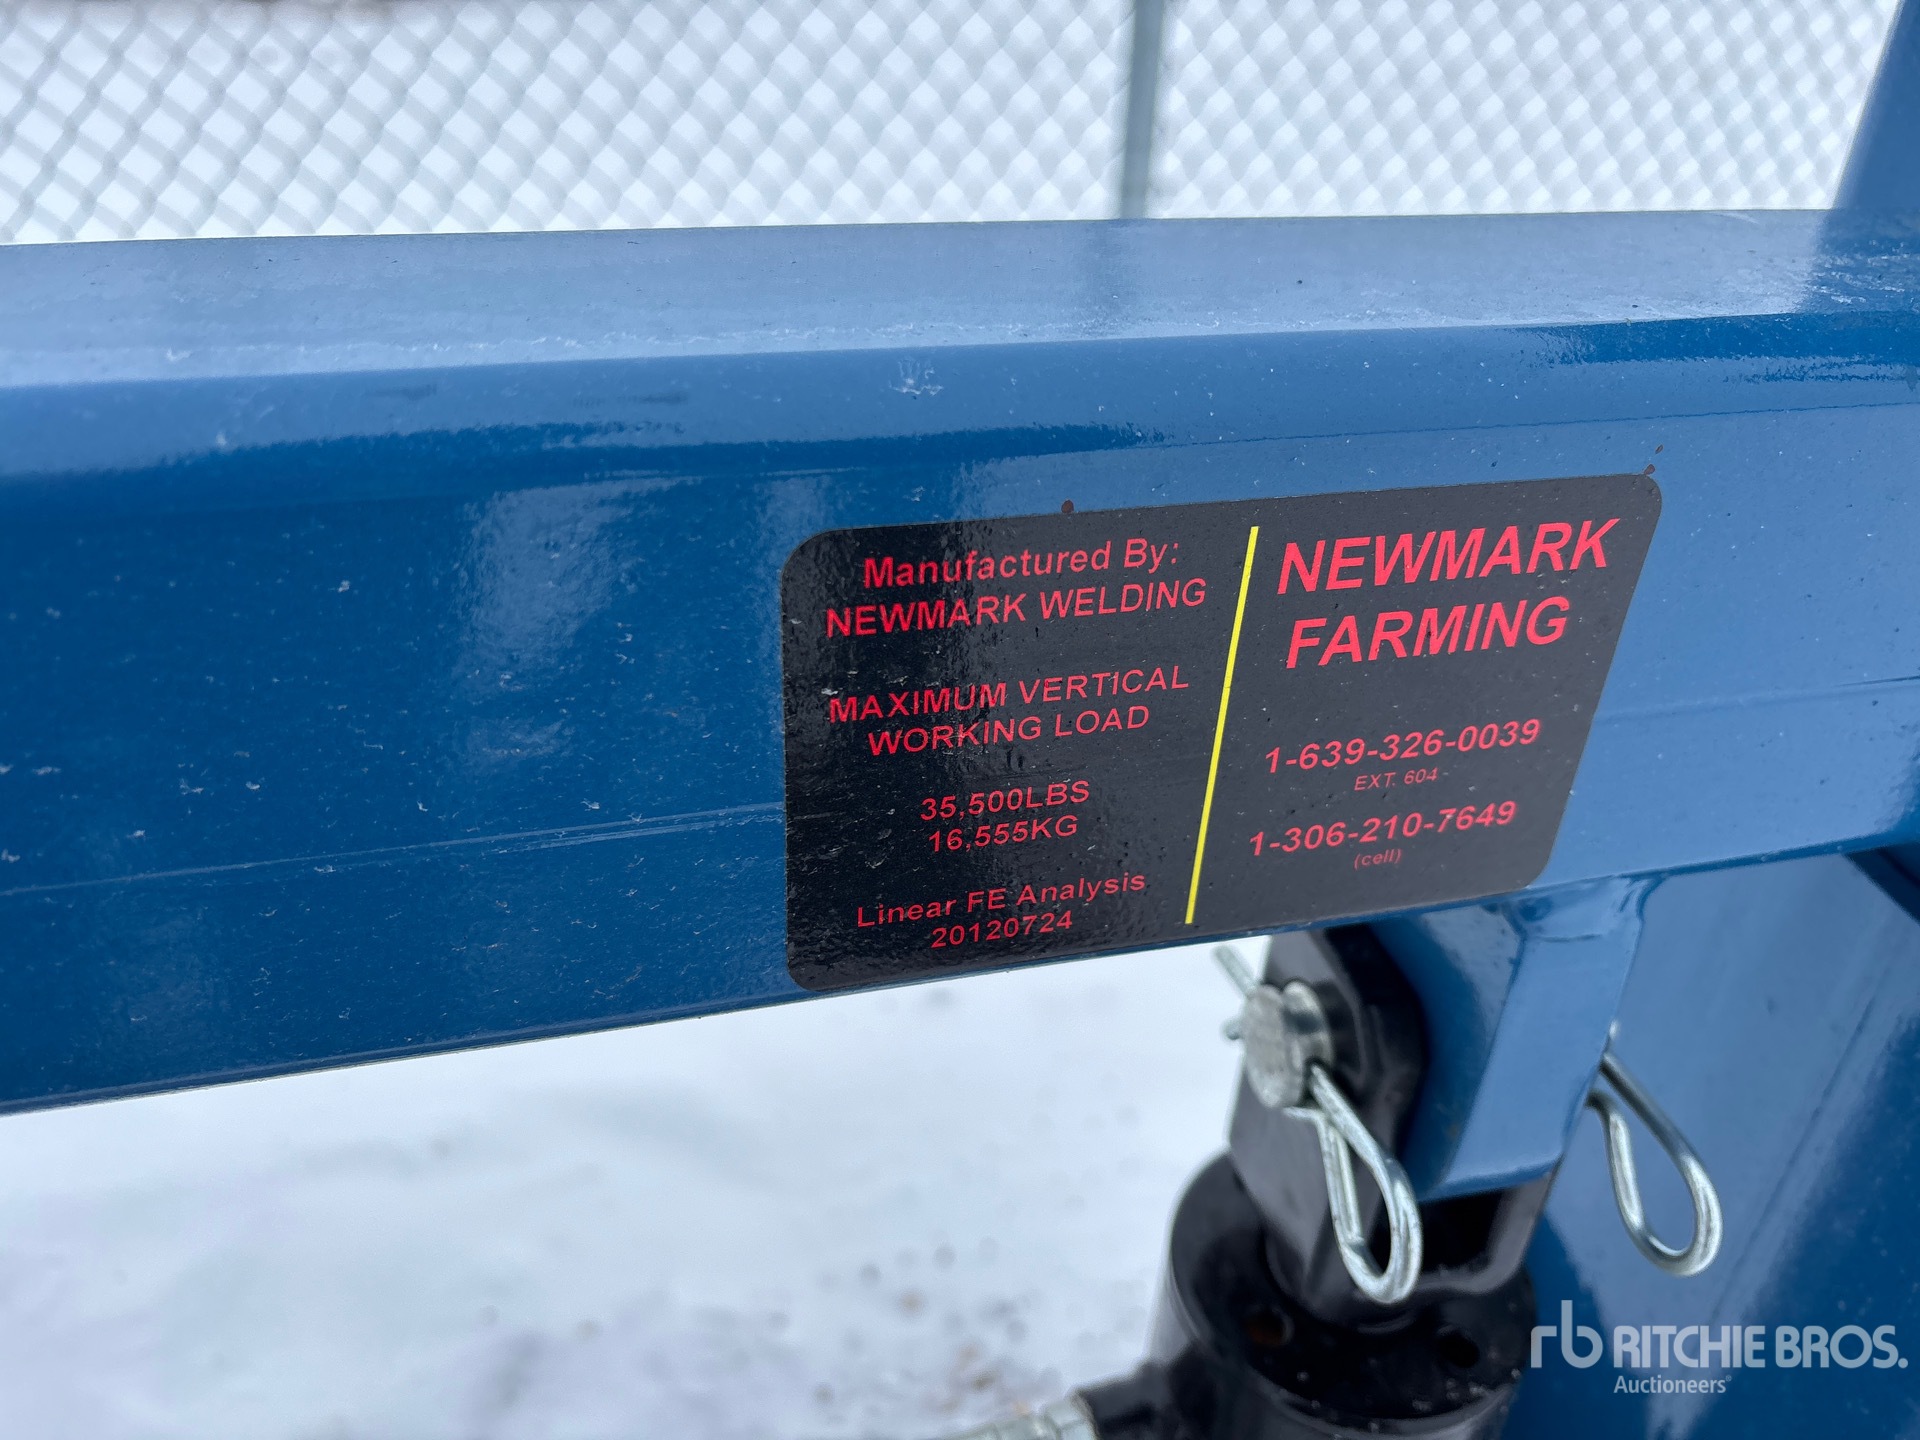 Manufactured By:
NEWMARK WELDING
MAXIMUM VERTICAL
WORKING LOAD
35,500LBS
16,555KG
Linear FE Analysis
20120724
NEWMARK
FARMING
1-639-326-0039
EXT. 604
1-306-210-7649
(cell)
rb RITCHIE BROS.
Auctioneers